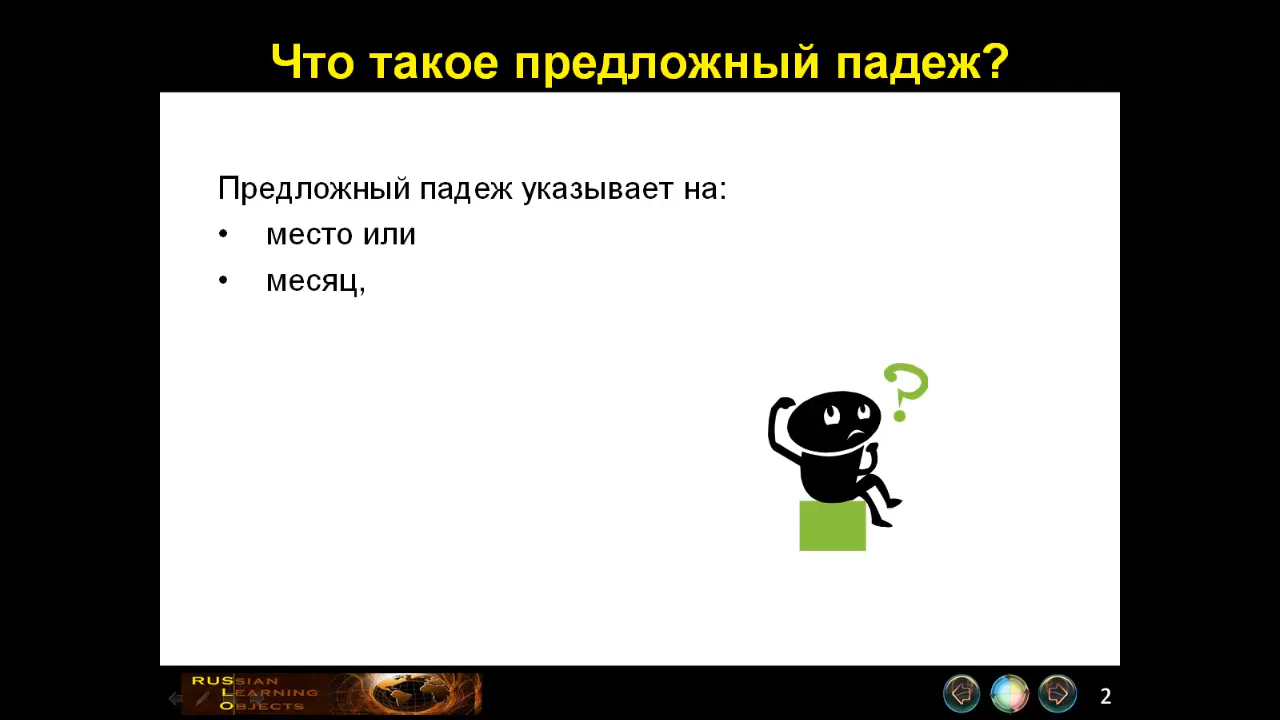 Что такое предложный падеж?
Предложный падеж указывает на:
• место или
• месяц,
?
RUSSIAN
LEARNING
OBJECTS
2